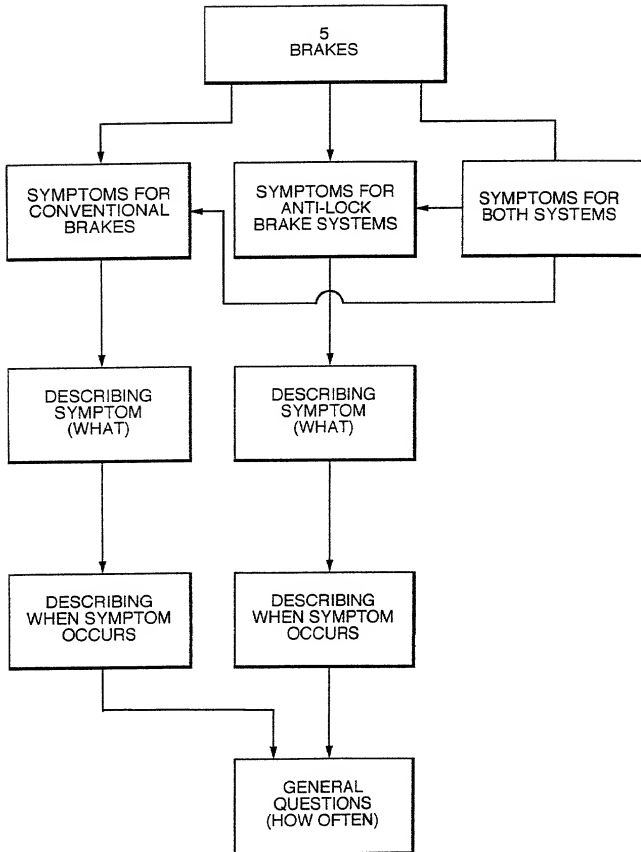 5
BRAKES
SYMPTOMS FOR
CONVENTIONAL
BRAKES
SYMPTOMS FOR
ANTI-LOCK
BRAKE SYSTEMS
SYMPTOMS FOR
BOTH SYSTEMS
DESCRIBING
SYMPTOM
(WHAT)
DESCRIBING
SYMPTOM
(WHAT)
DESCRIBING
WHEN SYMPTOM
OCCURS
DESCRIBING
WHEN SYMPTOM
OCCURS
GENERAL
QUESTIONS
(HOW OFTEN)